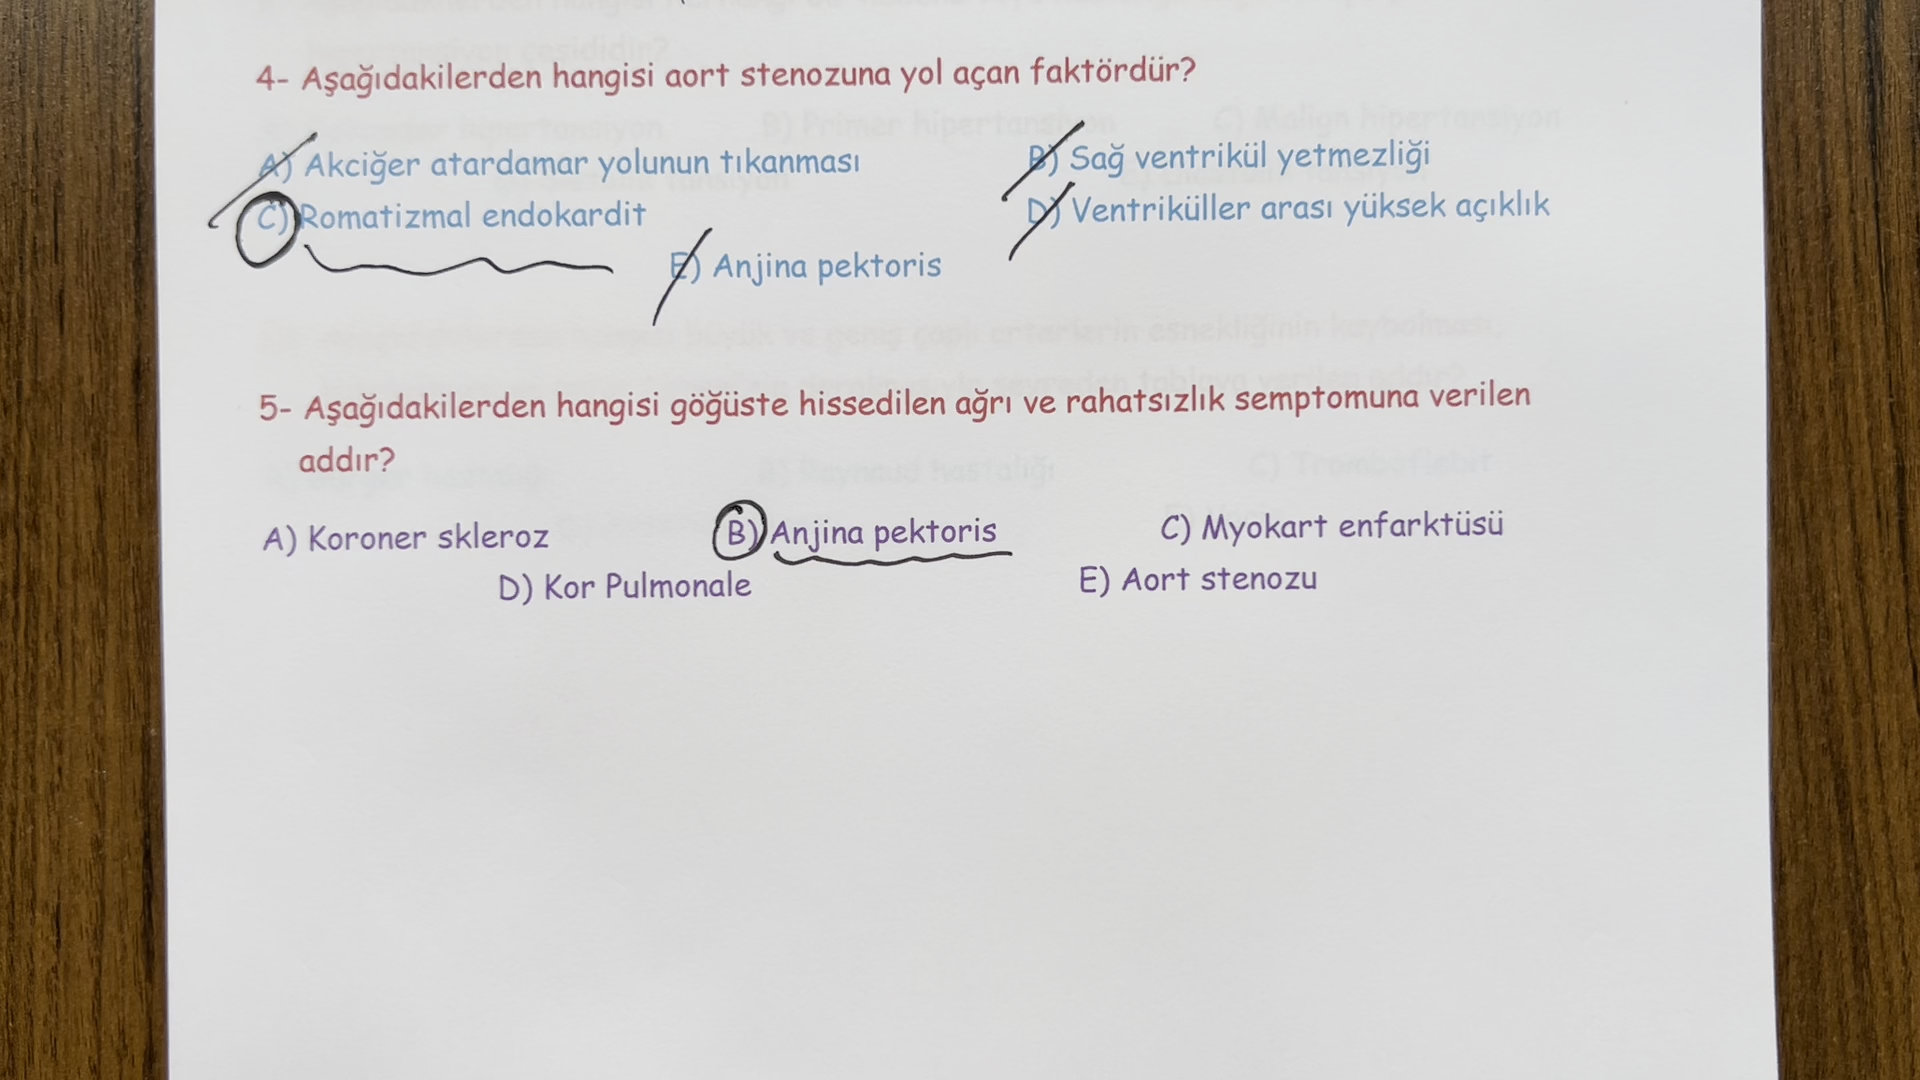 4- Aşağıdakilerden hangisi aort stenozuna yol açan faktördür?
A) Akciğer atardamar yolunun tıkanması B) Sağ ventrikül yetmezliği
C) Romatizmal endokardit D) Ventriküller arası yüksek açıklık
E) Anjina pektoris
5- Aşağıdakilerden hangisi göğüste hissedilen ağrı ve rahatsızlık semptomuna verilen
addır?
A) Koroner skleroz B) Anjina pektoris C) Myokart enfarktüsü
D) Kor Pulmonale E) Aort stenozu